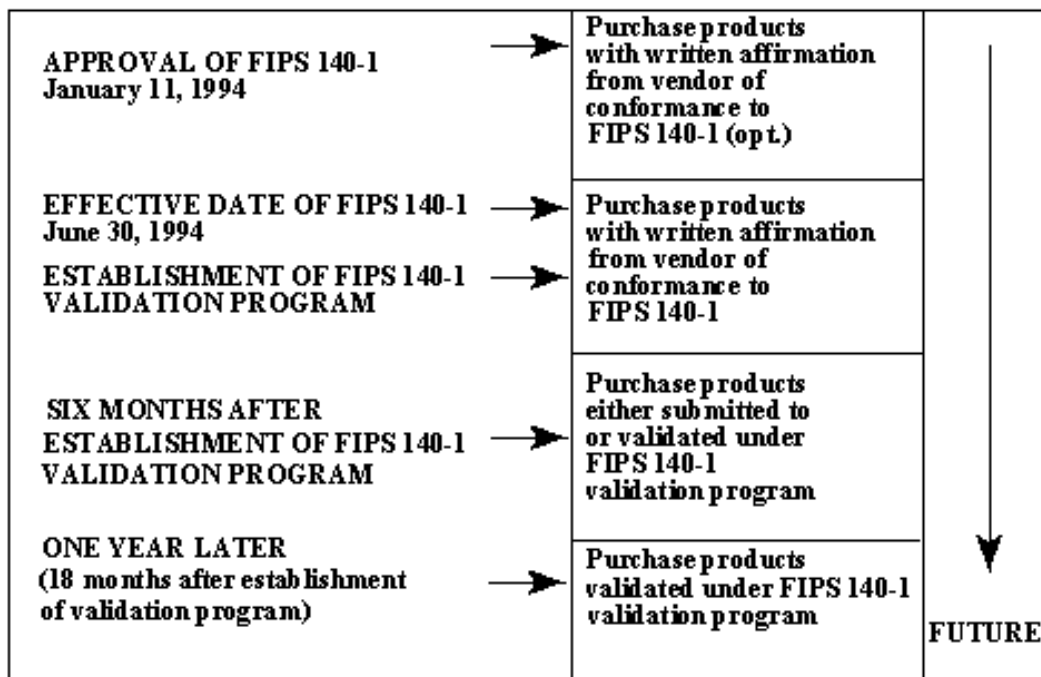 APPROVAL OF FIPS 140-1
January 11, 1994
Purchase products
with written affirmation
from vendor of
conformance to
FIPS 140-1 (opt.)
EFFECTIVE DATE OF FIPS 140-1
June 30, 1994
ESTABLISHMENT OF FIPS 140-1
VALIDATION PROGRAM
Purchase products
with written affirmation
from vendor of
conformance to
FIPS 140-1
SIX MONTHS AFTER
ESTABLISHMENT OF FIPS 140-1
VALIDATION PROGRAM
Purchase products
either submitted to
or validated under
FIPS 140-1
validation program
ONE YEAR LATER
(18 months after establishment
of validation program)
Purchase products
validated under FIPS 140-1
validation program
FUTURE